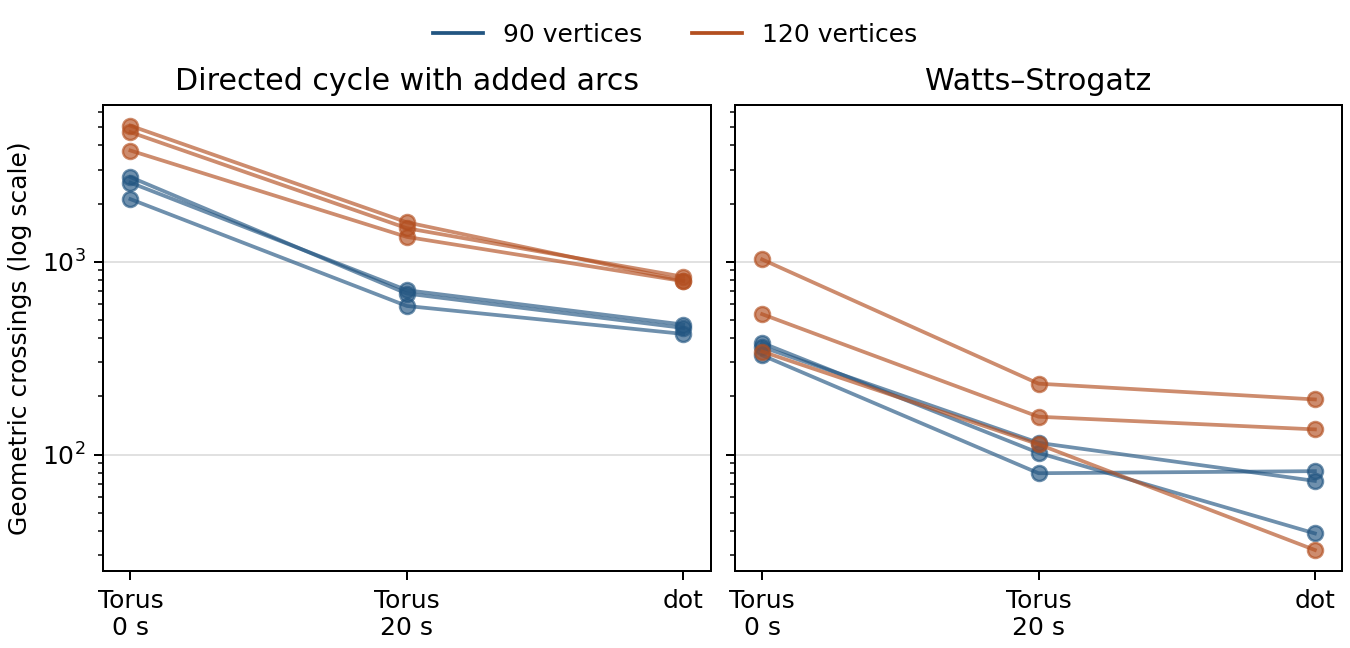 90 vertices 120 vertices
Directed cycle with added arcs
Watts–Strogatz
Geometric crossings (log scale)
10³
10²
Torus
0 s
Torus
20 s
dot
Torus
0 s
Torus
20 s
dot